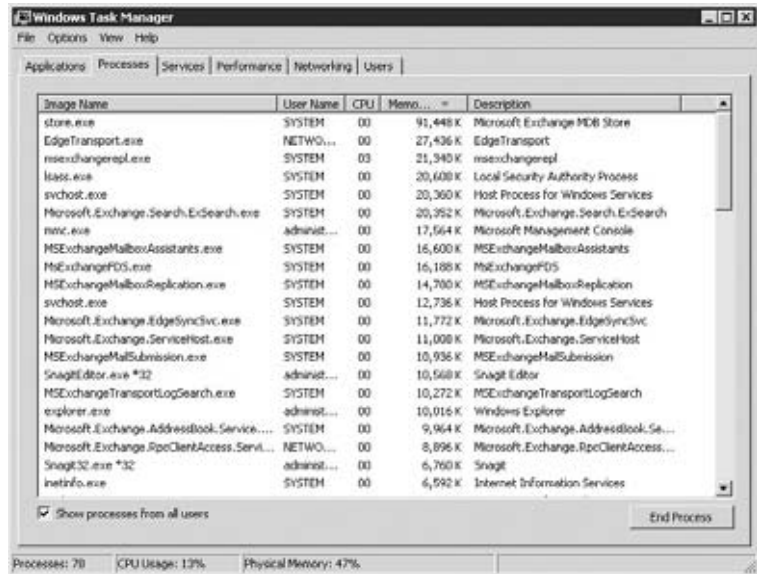 Windows Task Manager
File Options View Help
Applications Processes Services Performance Networking Users
Image Name User Name CPU Memo... Description
store.exe SYSTEM 00 91,448 K Microsoft Exchange MDB Store
EdgeTransport.exe NETWO... 00 27,436 K EdgeTransport
msexchangerepl.exe SYSTEM 03 21,340 K msexchangerepl
lsass.exe SYSTEM 00 20,608 K Local Security Authority Process
svchost.exe SYSTEM 00 20,360 K Host Process for Windows Services
Microsoft.Exchange.Search.ExSearch.exe SYSTEM 00 20,352 K Microsoft.Exchange.Search.ExSearch
mmc.exe administ... 00 17,564 K Microsoft Management Console
MSExchangeMailboxAssistants.exe SYSTEM 00 16,600 K MSExchangeMailboxAssistants
MsExchangeFDS.exe SYSTEM 00 16,188 K MsExchangeFDS
MSExchangeMailboxReplication.exe SYSTEM 00 14,780 K MSExchangeMailboxReplication
svchost.exe SYSTEM 00 12,736 K Host Process for Windows Services
Microsoft.Exchange.EdgeSyncSvc.exe SYSTEM 00 11,772 K Microsoft.Exchange.EdgeSyncSvc
Microsoft.Exchange.ServiceHost.exe SYSTEM 00 11,008 K Microsoft.Exchange.ServiceHost
MSExchangeMailSubmission.exe SYSTEM 00 10,936 K MSExchangeMailSubmission
SnagitEditor.exe *32 administ... 00 10,568 K Snagit Editor
MSExchangeTransportLogSearch.exe SYSTEM 00 10,272 K MSExchangeTransportLogSearch
explorer.exe administ... 00 10,016 K Windows Explorer
Microsoft.Exchange.AddressBook.Service.... SYSTEM 00 9,964 K Microsoft.Exchange.AddressBook.Se...
Microsoft.Exchange.RpcClientAccess.Servi... NETWO... 00 8,896 K Microsoft.Exchange.RpcClientAccess....
Snagit32.exe *32 administ... 00 6,760 K Snagit
inetinfo.exe SYSTEM 00 6,592 K Internet Information Services
Show processes from all users
End Process
Processes: 78 CPU Usage: 13% Physical Memory: 47%